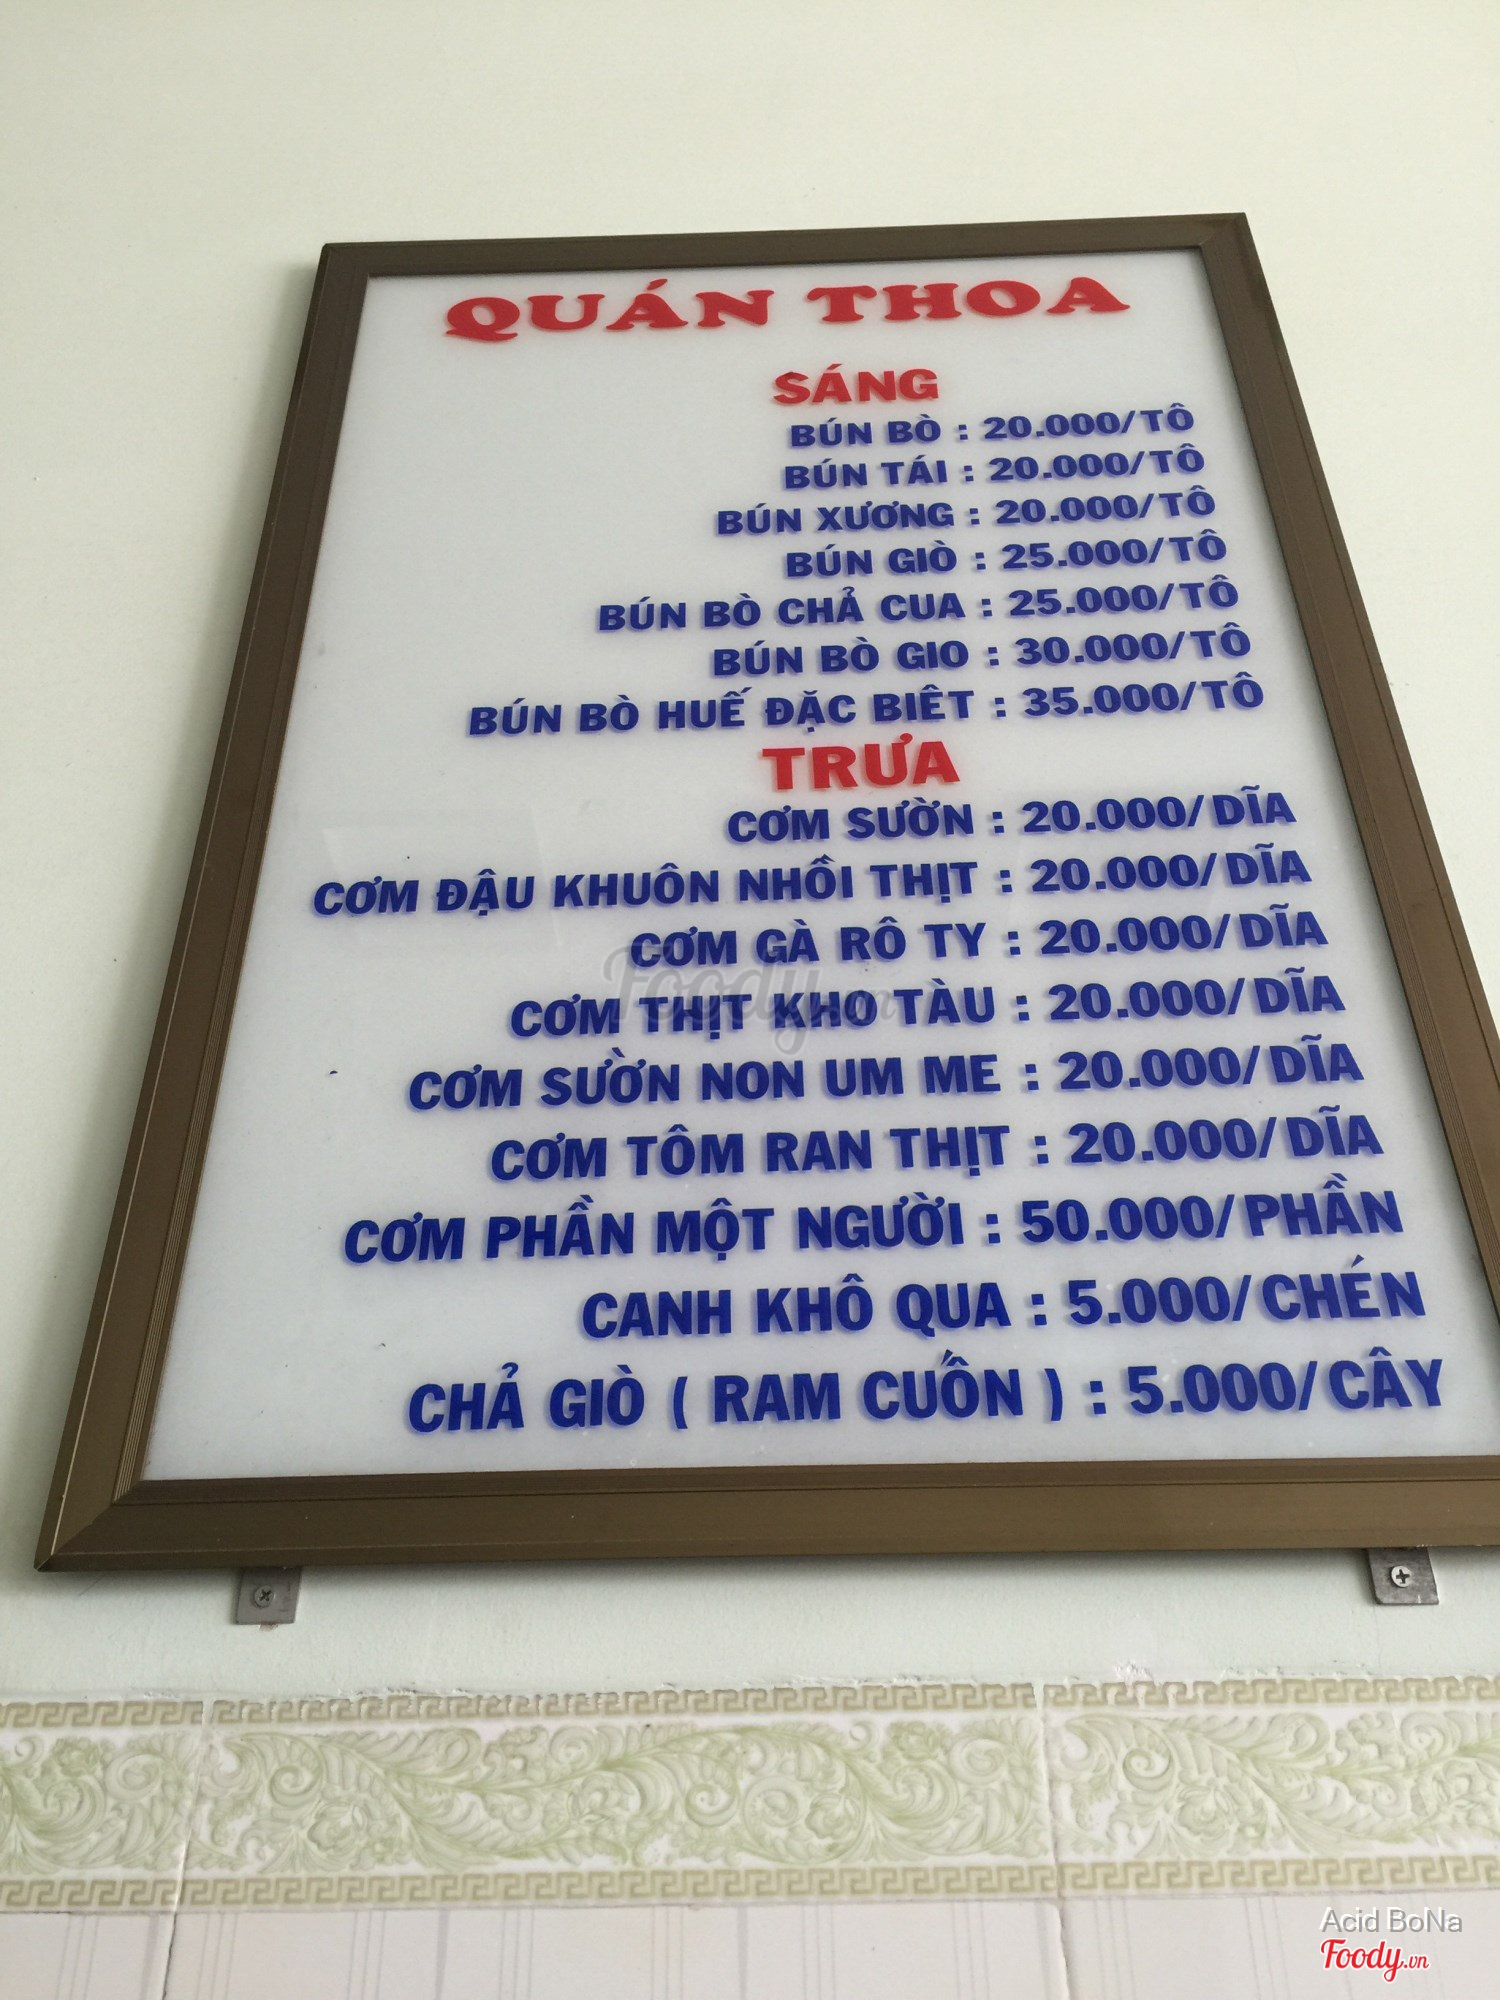 QUÁN THOA
SÁNG
BÚN BÒ : 20.000/TÔ
BÚN TÁI : 20.000/TÔ
BÚN XƯƠNG : 20.000/TÔ
BÚN GIÒ : 25.000/TÔ
BÚN BÒ CHẢ CUA : 25.000/TÔ
BÚN BÒ GIO : 30.000/TÔ
BÚN BÒ HUẾ ĐẶC BIÊT : 35.000/TÔ
TRƯA
CƠM SƯỜN : 20.000/DĨA
CƠM ĐẬU KHUÔN NHỒI THỊT : 20.000/DĨA
CƠM GÀ RÔ TY : 20.000/DĨA
CƠM THỊT KHO TÀU : 20.000/DĨA
CƠM SƯỜN NON UM ME : 20.000/DĨA
CƠM TÔM RAN THỊT : 20.000/DĨA
CƠM PHẦN MỘT NGƯỜI : 50.000/PHẦN
CANH KHÔ QUA : 5.000/CHÉN
CHẢ GIÒ ( RAM CUỐN ) : 5.000/CÂY
Foody.vn
Acid BoNa
Foody.vn